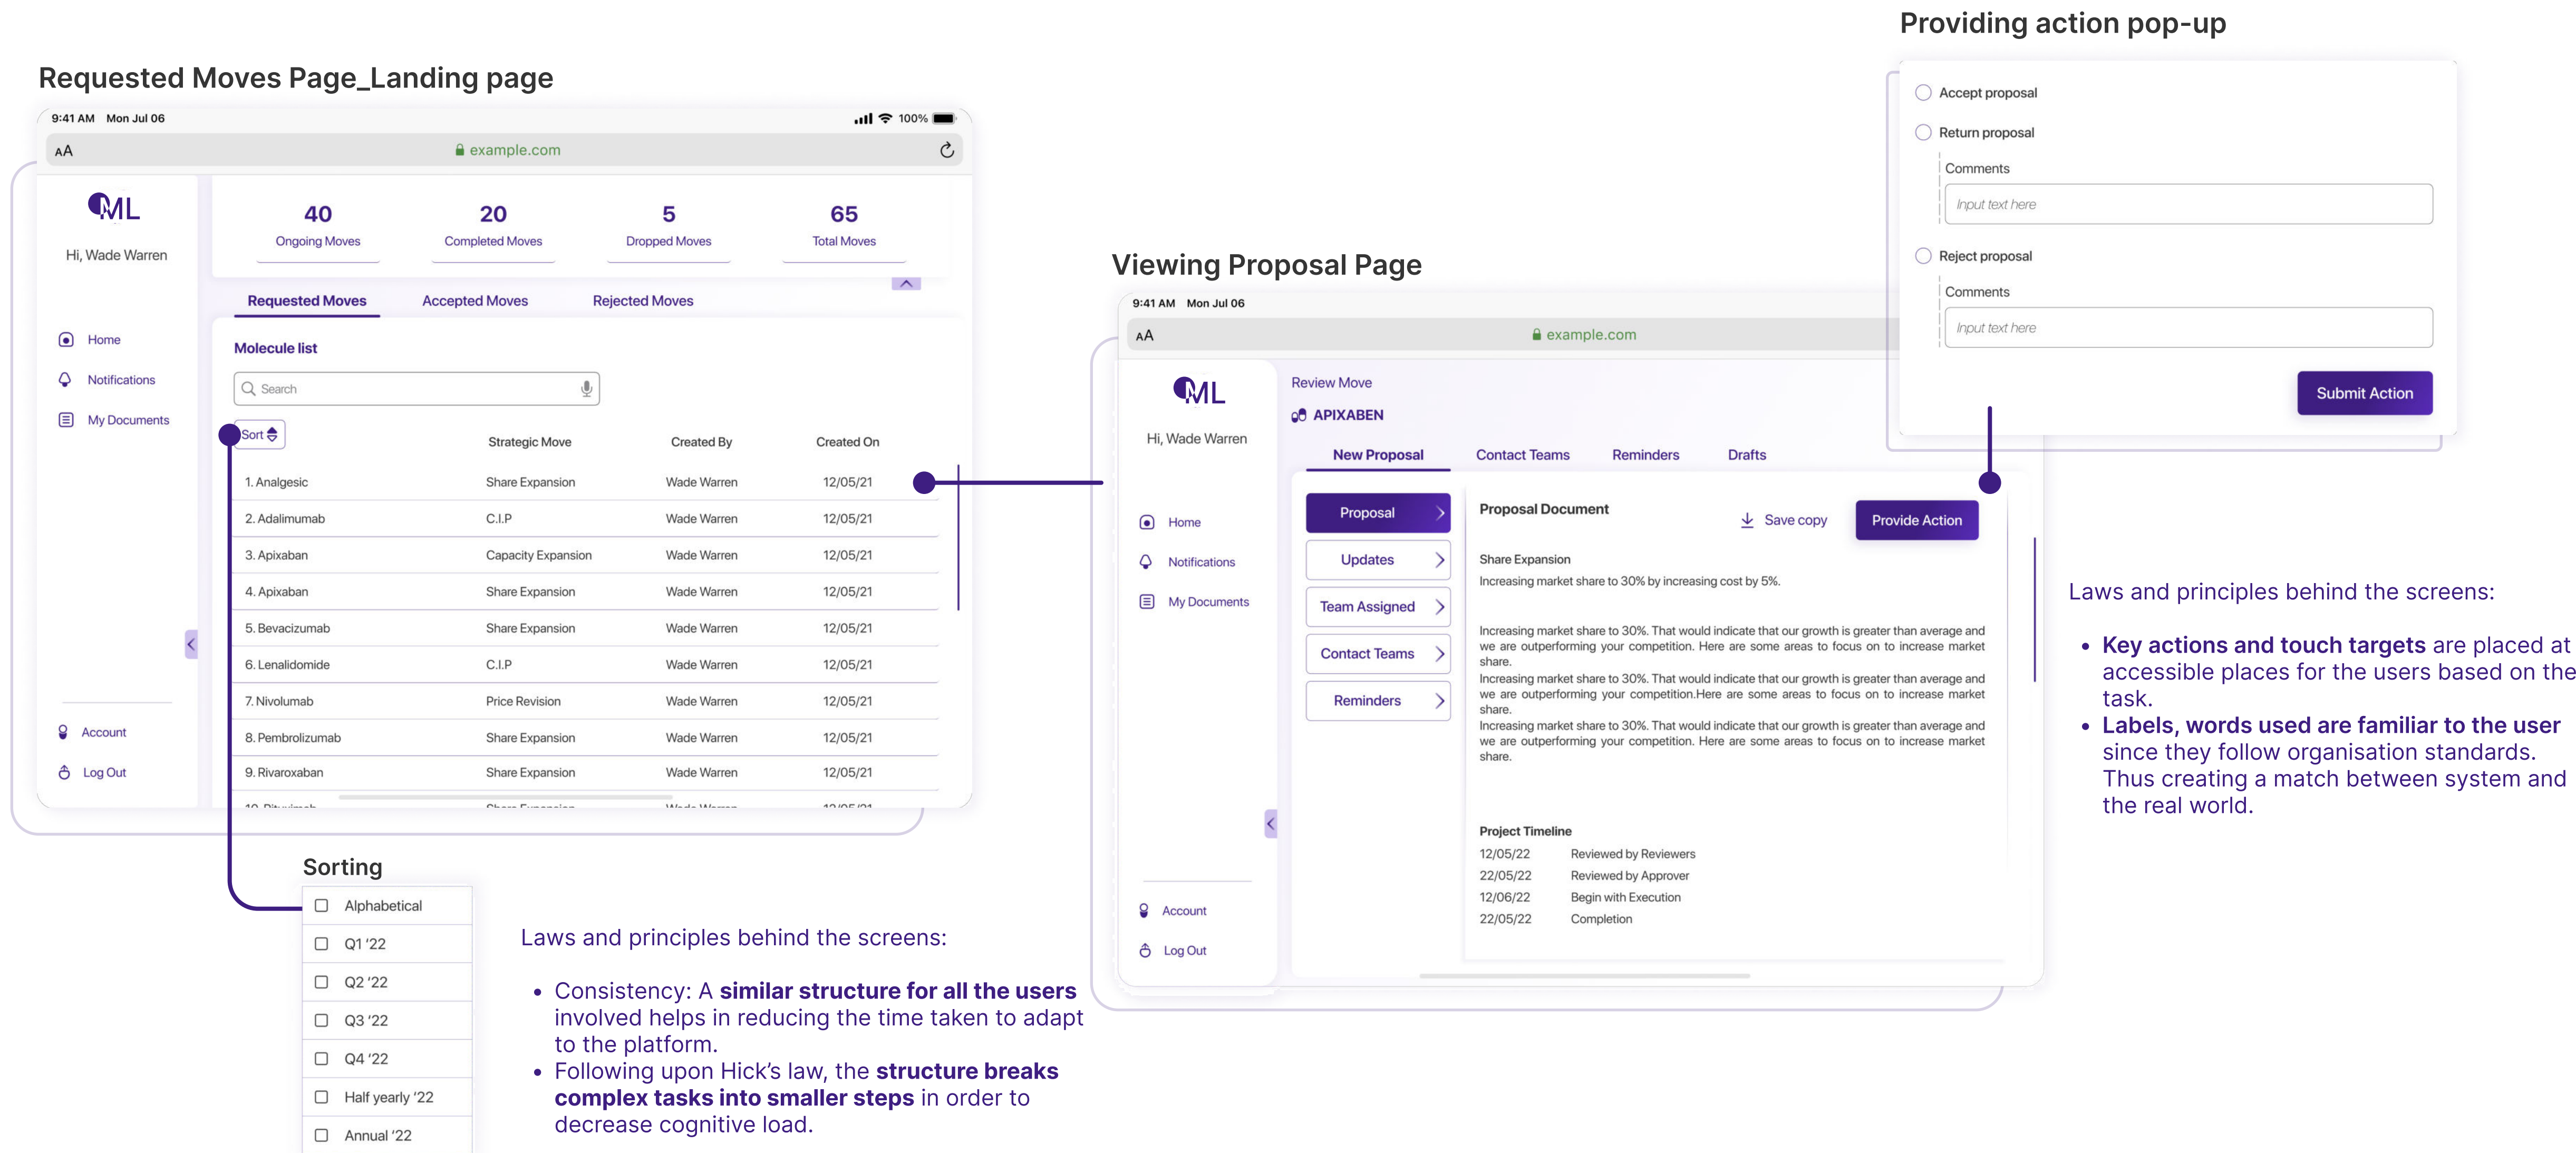 Requested Moves Page_Landing page
9:41 AM Mon Jul 06
100%
AA
example.com
ML
Hi, Wade Warren
Home
Notifications
My Documents
Account
Log Out
40 20 5 65
Ongoing Moves Completed Moves Dropped Moves Total Moves
Requested Moves Accepted Moves Rejected Moves
Molecule list
Search
Sort
Strategic Move Created By Created On
1. Analgesic Share Expansion Wade Warren 12/05/21
2. Adalimumab C.I.P Wade Warren 12/05/21
3. Apixaban Capacity Expansion Wade Warren 12/05/21
4. Apixaban Share Expansion Wade Warren 12/05/21
5. Bevacizumab Share Expansion Wade Warren 12/05/21
6. Lenalidomide C.I.P Wade Warren 12/05/21
7. Nivolumab Price Revision Wade Warren 12/05/21
8. Pembrolizumab Share Expansion Wade Warren 12/05/21
9. Rivaroxaban Share Expansion Wade Warren 12/05/21
Sorting
Alphabetical
Q1 '22
Q2 '22
Q3 '22
Q4 '22
Half yearly '22
Annual '22
Laws and principles behind the screens:
• Consistency: A similar structure for all the users
involved helps in reducing the time taken to adapt
to the platform.
• Following upon Hick's law, the structure breaks
complex tasks into smaller steps in order to
decrease cognitive load.
Viewing Proposal Page
9:41 AM Mon Jul 06
AA
example.com
ML
Hi, Wade Warren
Home
Notifications
My Documents
Account
Log Out
Review Move
APIXABEN
New Proposal Contact Teams Reminders Drafts
Proposal
Updates
Team Assigned
Contact Teams
Reminders
Proposal Document
Save copy
Provide Action
Share Expansion
Increasing market share to 30% by increasing cost by 5%.
Increasing market share to 30%. That would indicate that our growth is greater than average and
we are outperforming your competition. Here are some areas to focus on to increase market
share.
Increasing market share to 30%. That would indicate that our growth is greater than average and
we are outperforming your competition.Here are some areas to focus on to increase market
share.
Increasing market share to 30%. That would indicate that our growth is greater than average and
we are outperforming your competition. Here are some areas to focus on to increase market
share.
Project Timeline
12/05/22 Reviewed by Reviewers
22/05/22 Reviewed by Approver
12/06/22 Begin with Execution
22/05/22 Completion
Providing action pop-up
Accept proposal
Return proposal
Comments
Input text here
Reject proposal
Comments
Input text here
Submit Action
Laws and principles behind the screens:
• Key actions and touch targets are placed at
accessible places for the users based on the
task.
• Labels, words used are familiar to the user
since they follow organisation standards.
Thus creating a match between system and
the real world.